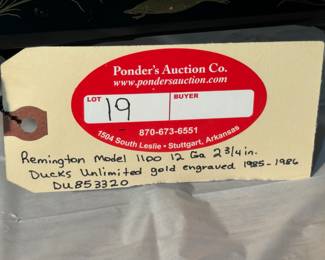 Ponder's Auction Co.
www.pondersauction.com
LOT
BUYER
19
870-673-6551
1504 South Leslie • Stuttgart, Arkansas
Remington Model 1100 12 Ga 2 3/4 in.
Ducks Unlimited gold engraved 1985-1986
DU853320